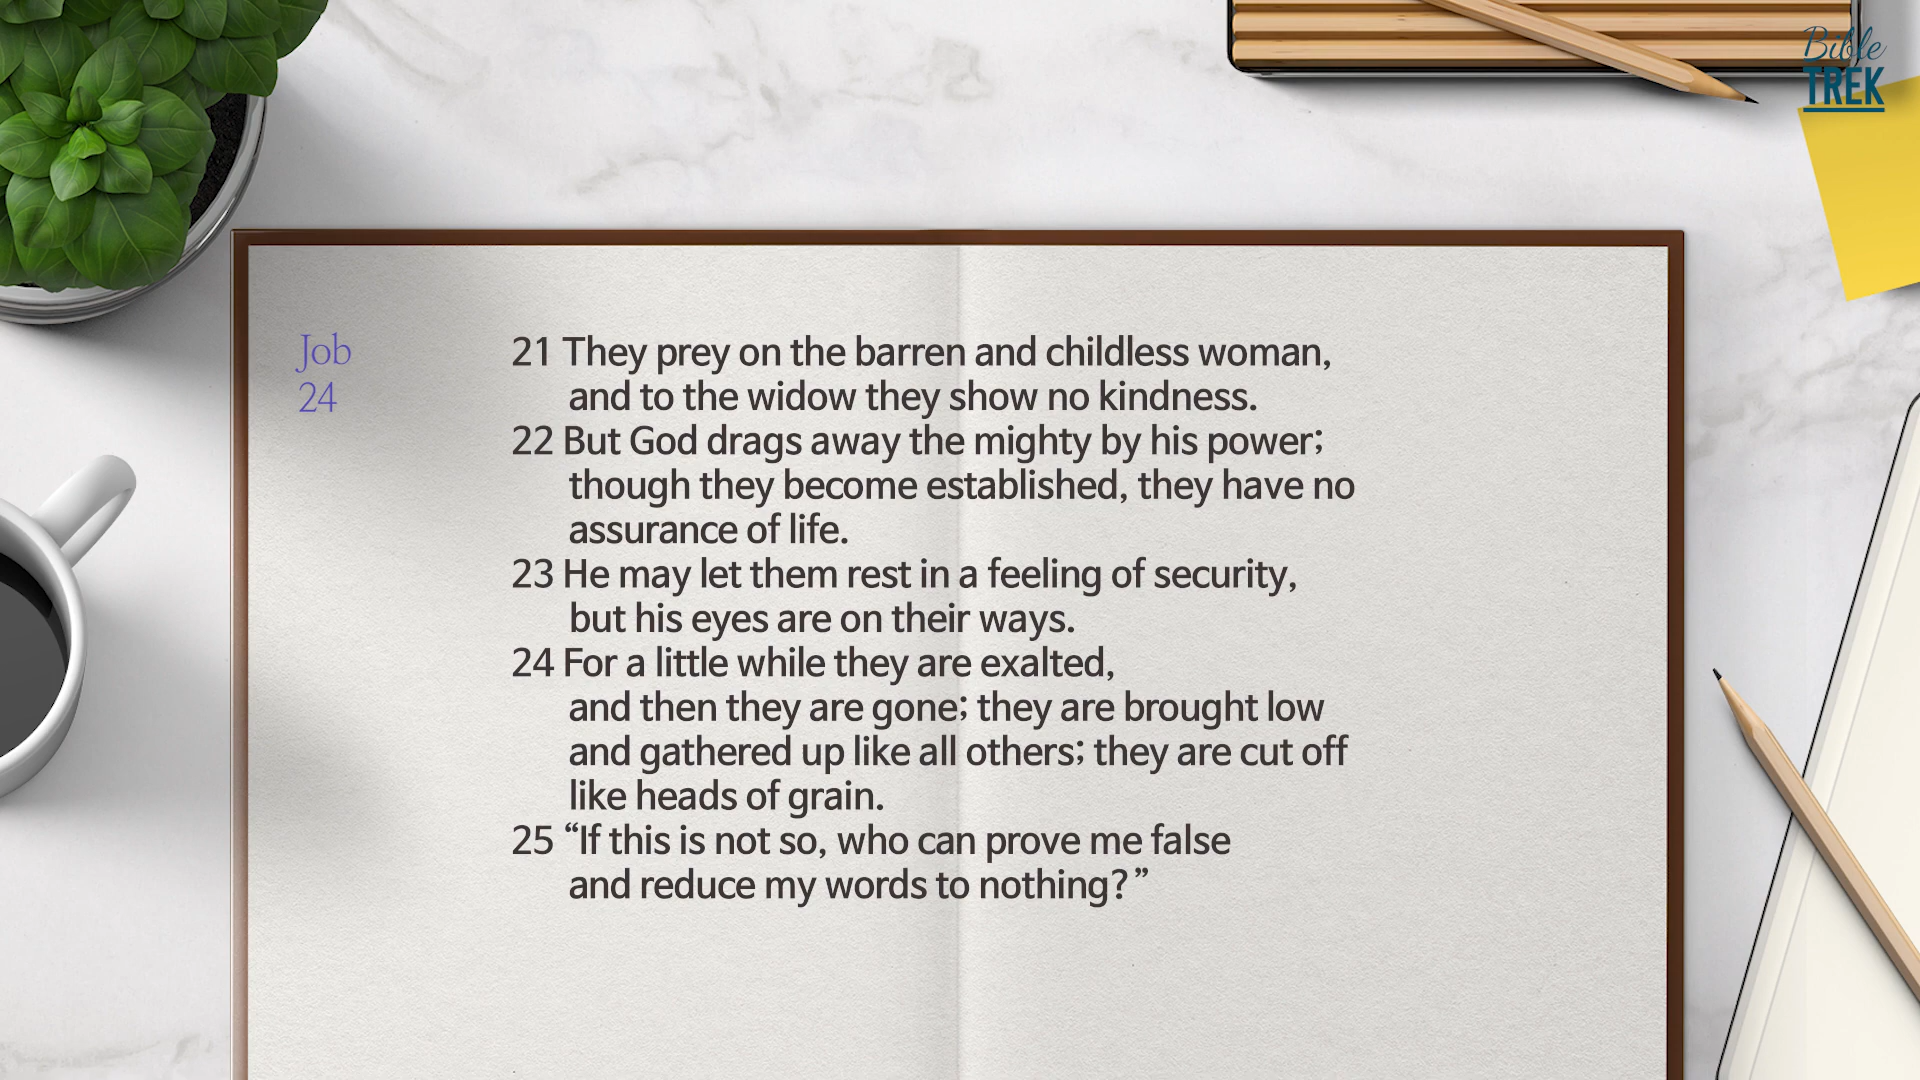 Bible
TREK
Job
24
21 They prey on the barren and childless woman,
and to the widow they show no kindness.
22 But God drags away the mighty by his power;
though they become established, they have no
assurance of life.
23 He may let them rest in a feeling of security,
but his eyes are on their ways.
24 For a little while they are exalted,
and then they are gone; they are brought low
and gathered up like all others; they are cut off
like heads of grain.
25 “If this is not so, who can prove me false
and reduce my words to nothing?”